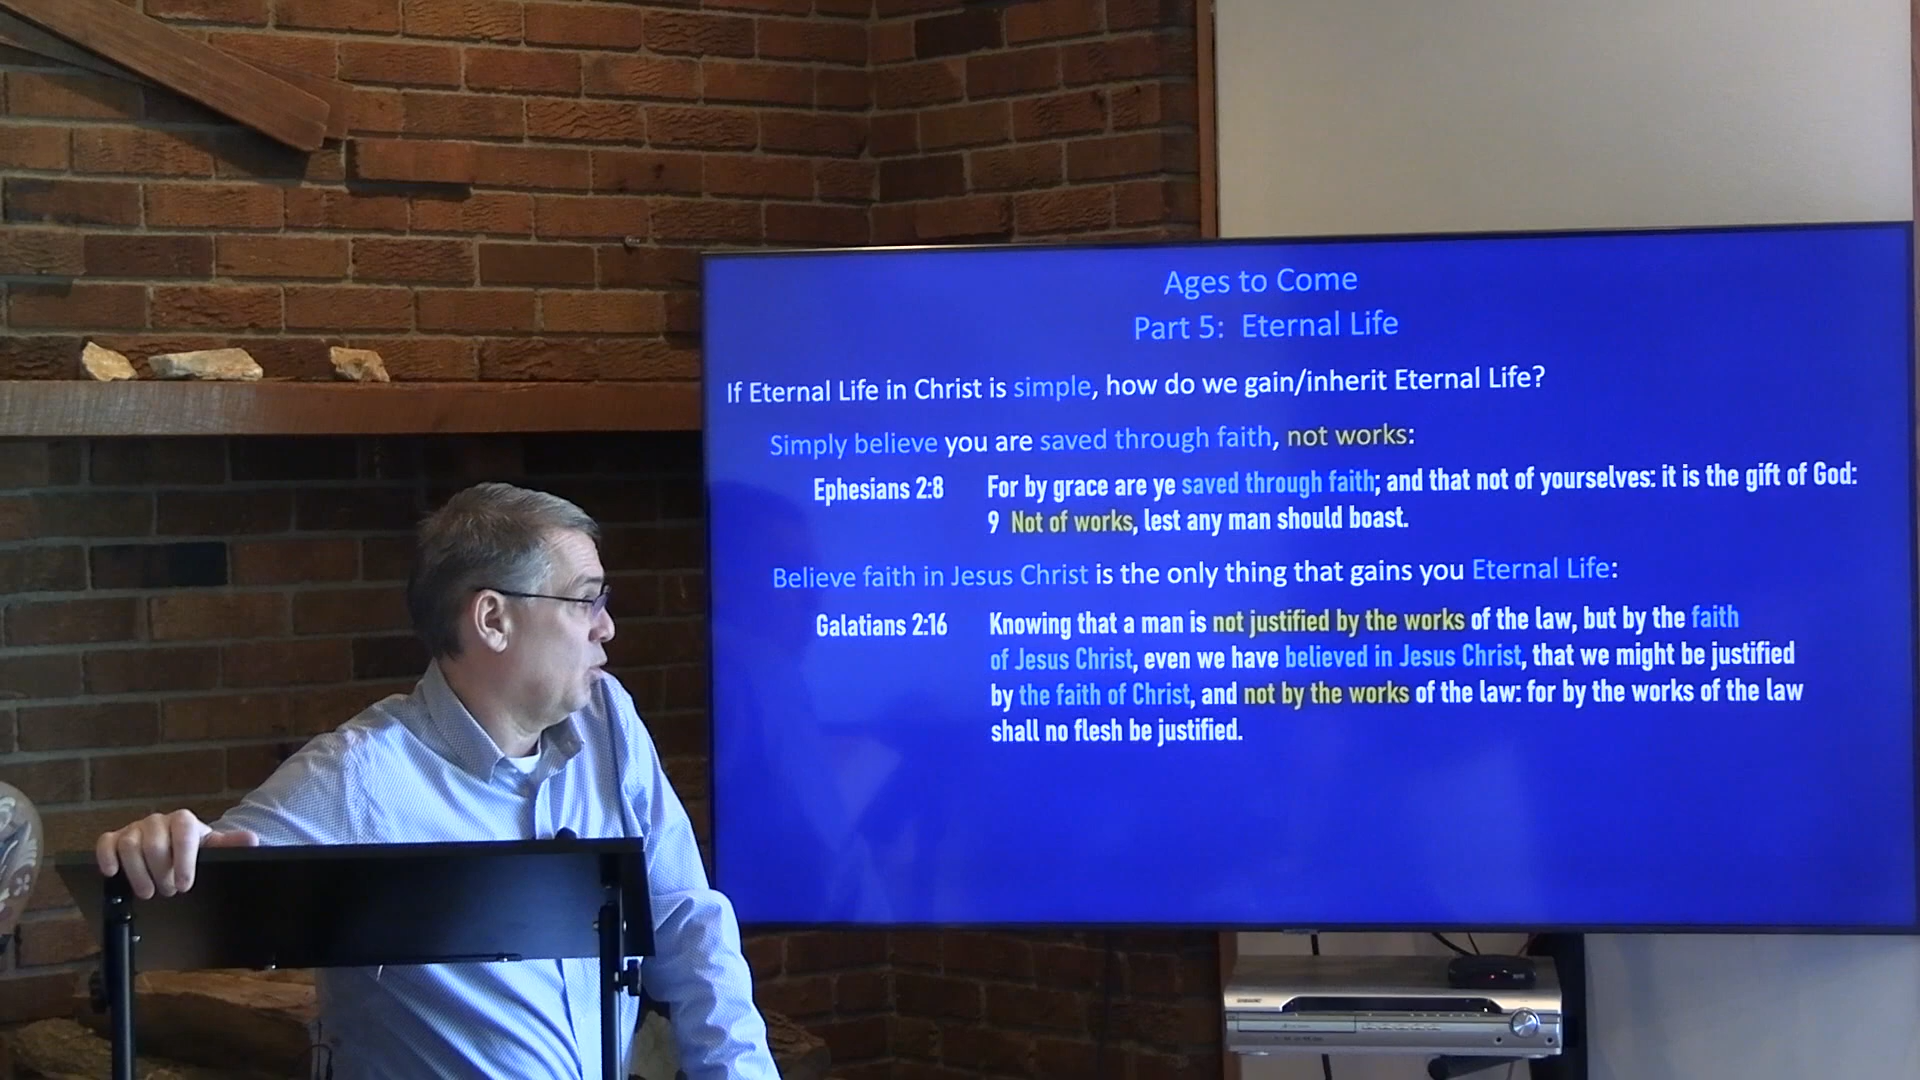 Ages to Come
Part 5: Eternal Life
If Eternal Life in Christ is simple, how do we gain/inherit Eternal Life?
Simply believe you are saved through faith, not works:
Ephesians 2:8 For by grace are ye saved through faith; and that not of yourselves: it is the gift of God:
9 Not of works, lest any man should boast.
Believe faith in Jesus Christ is the only thing that gains you Eternal Life:
Galatians 2:16 Knowing that a man is not justified by the works of the law, but by the faith
of Jesus Christ, even we have believed in Jesus Christ, that we might be justified
by the faith of Christ, and not by the works of the law: for by the works of the law
shall no flesh be justified.